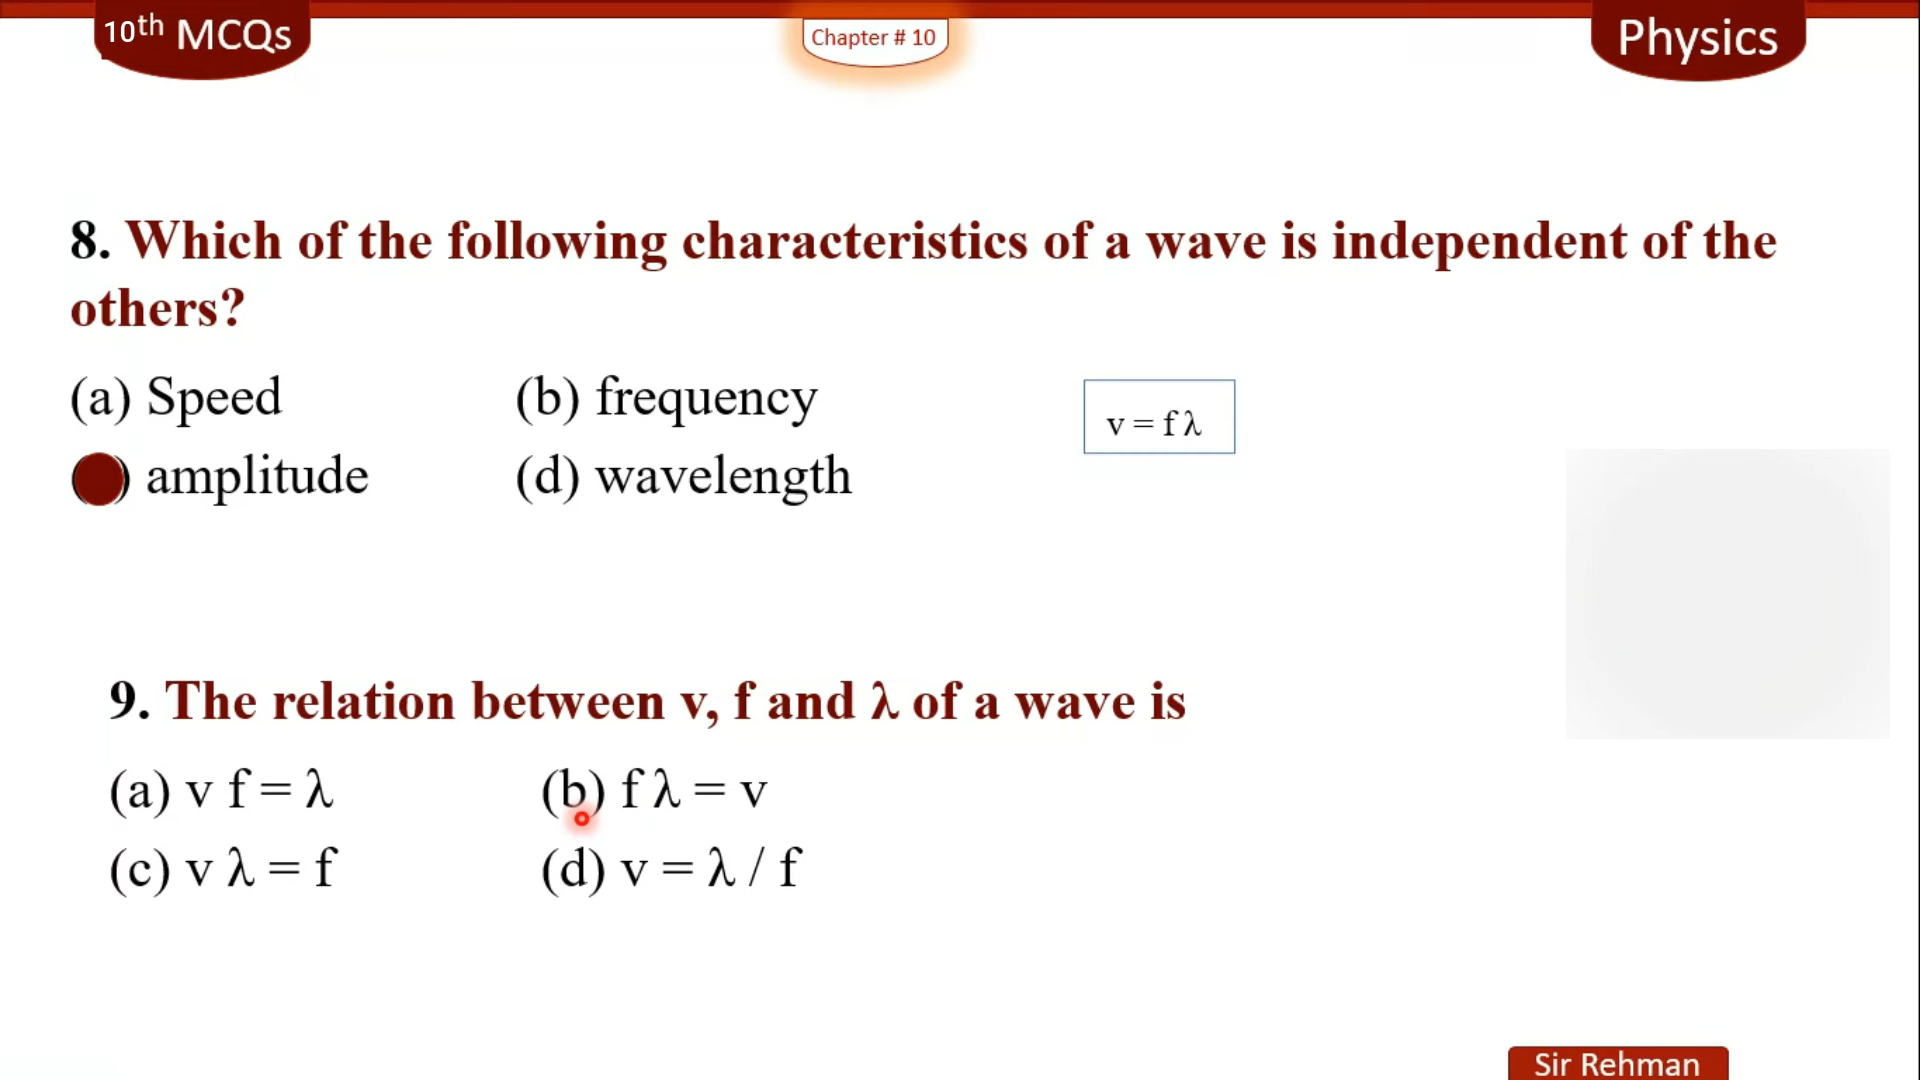 10th MCQs
Chapter # 10
Physics
8. Which of the following characteristics of a wave is independent of the
others?
(a) Speed (b) frequency
v = f λ
) amplitude (d) wavelength
9. The relation between v, f and λ of a wave is
(a) v f = λ (b) f λ = v
(c) v λ = f (d) v = λ / f
Sir Rehman